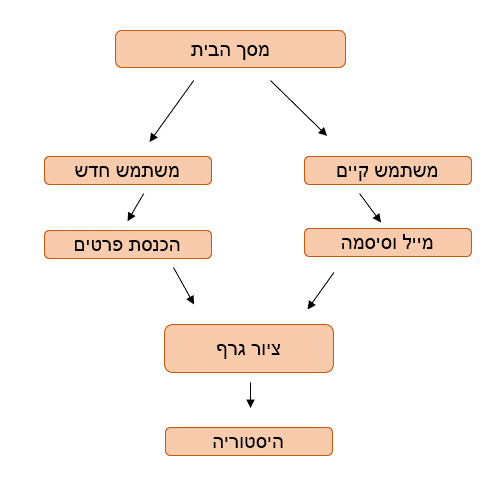 מסך הבית
משתמש קיים
משתמש חדש
מייל וסיסמה
הכנסת פרטים
ציור גרף
היסטוריה